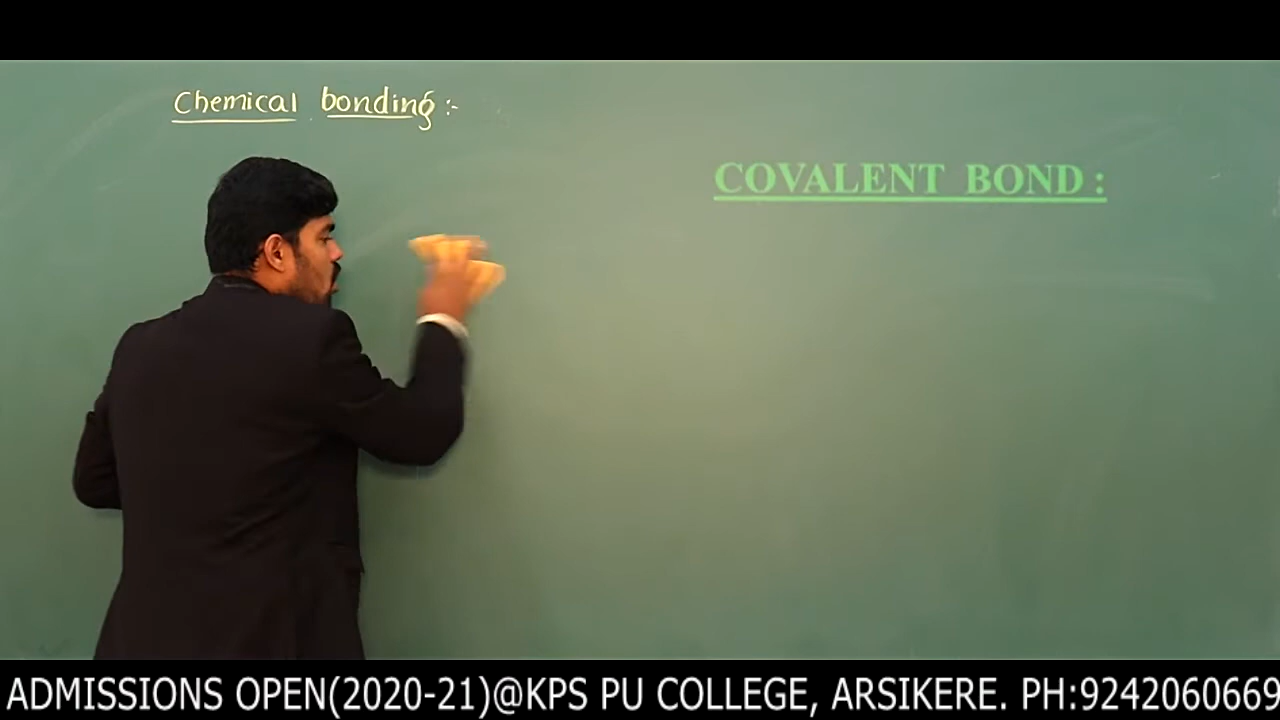 Chemical bonding :-
COVALENT BOND :
ADMISSIONS OPEN(2020-21)@KPS PU COLLEGE, ARSIKERE. PH:9242060669